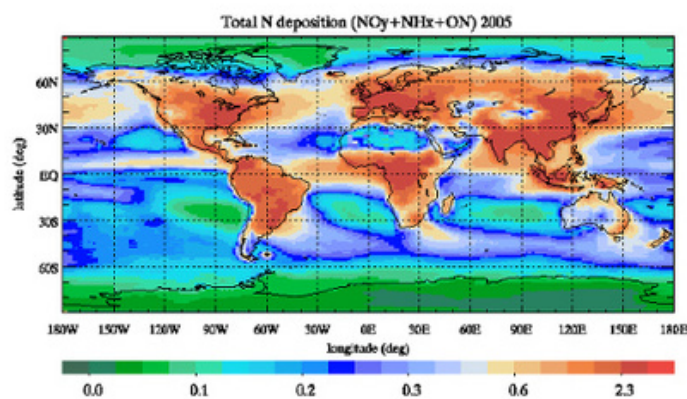 Total N deposition (NOy+NHx+ON) 2005
60N
30N
EQ
30S
60S
latitude (deg)
180W 150W 120W 90W 60W 30W 0E 30E 60E 90E 120E 150E 180E
longitude (deg)
0.0 0.1 0.2 0.3 0.6 2.3